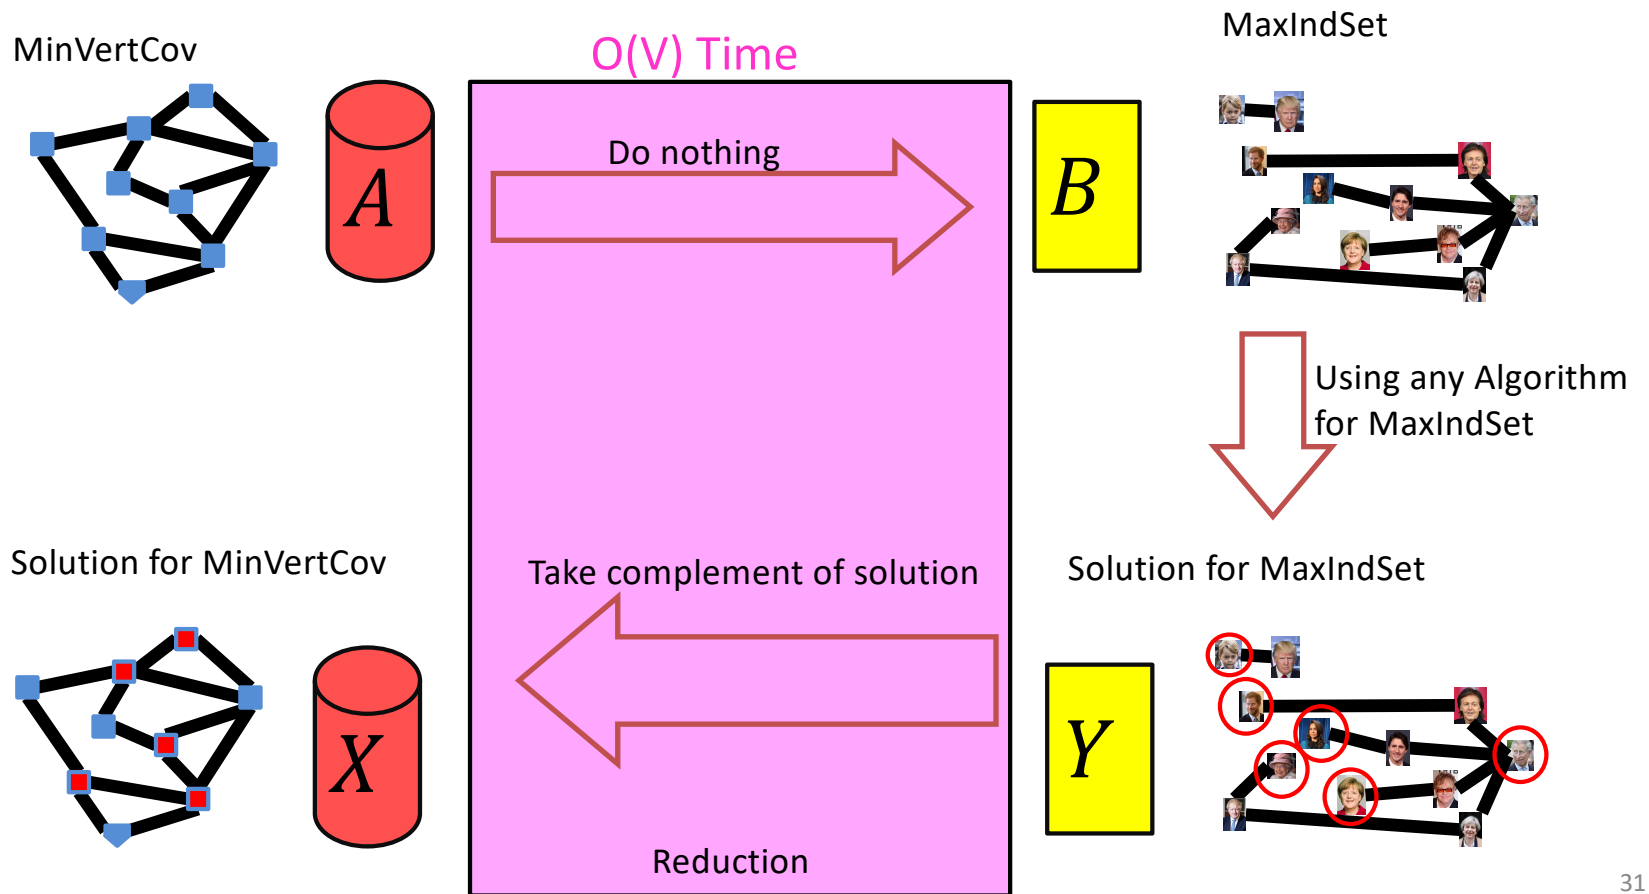 MinVertCov
O(V) Time
MaxIndSet
Do nothing
A
B
Using any Algorithm
for MaxIndSet
Solution for MinVertCov
Take complement of solution
Solution for MaxIndSet
X
Y
Reduction
31